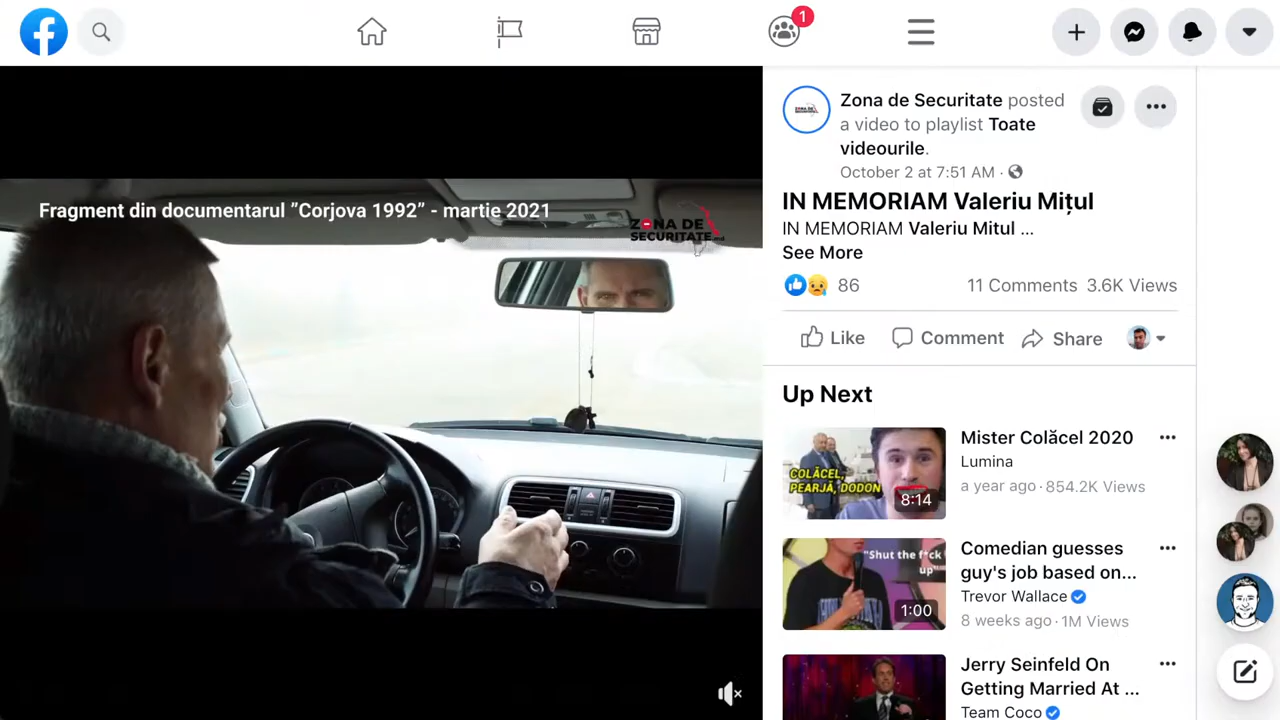 1
Fragment din documentarul ”Corjova 1992” - martie 2021
ZONA DE
SECURITATE.md
Zona de Securitate posted
a video to playlist Toate
videourile.
October 2 at 7:51 AM ·
IN MEMORIAM Valeriu Mițul
IN MEMORIAM Valeriu Mitul ...
See More
86
11 Comments 3.6K Views
Like
Comment
Share
Up Next
COLĂCEL,
PEARJĂ, DODON
8:14
Mister Colăcel 2020
Lumina
a year ago · 854.2K Views
"Shut the f*ck
up"
1:00
Comedian guesses
guy's job based on...
Trevor Wallace
8 weeks ago · 1M Views
Jerry Seinfeld On
Getting Married At ...
Team Coco